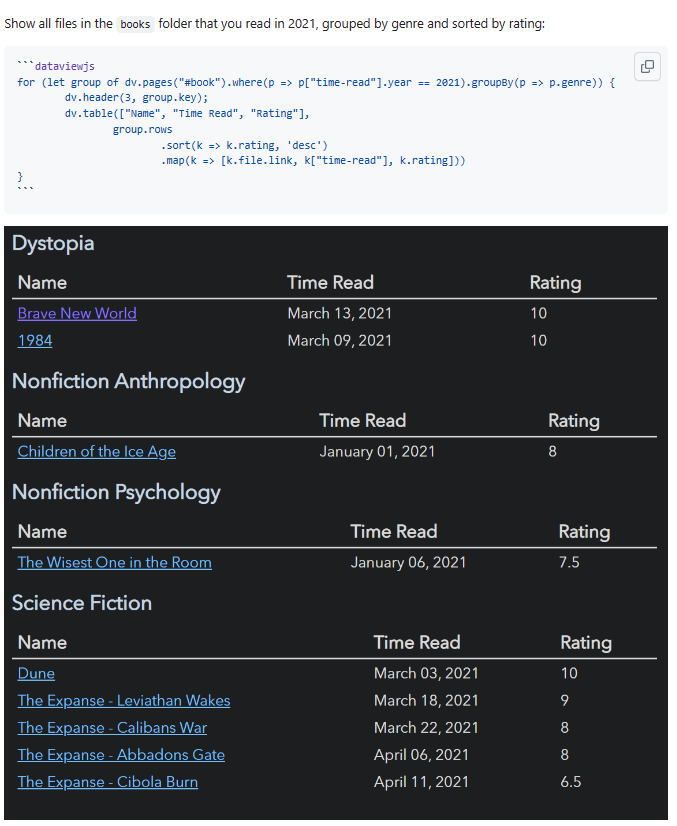 Show all files in the books folder that you read in 2021, grouped by genre and sorted by rating:
```dataviewjs
for (let group of dv.pages("#book").where(p => p["time-read"].year == 2021).groupBy(p => p.genre)) {
dv.header(3, group.key);
dv.table(["Name", "Time Read", "Rating"],
group.rows
.sort(k => k.rating, 'desc')
.map(k => [k.file.link, k["time-read"], k.rating]))
}
```
Dystopia
Name Time Read Rating
Brave New World March 13, 2021 10
1984 March 09, 2021 10
Nonfiction Anthropology
Name Time Read Rating
Children of the Ice Age January 01, 2021 8
Nonfiction Psychology
Name Time Read Rating
The Wisest One in the Room January 06, 2021 7.5
Science Fiction
Name Time Read Rating
Dune March 03, 2021 10
The Expanse - Leviathan Wakes March 18, 2021 9
The Expanse - Calibans War March 22, 2021 8
The Expanse - Abbadons Gate April 06, 2021 8
The Expanse - Cibola Burn April 11, 2021 6.5